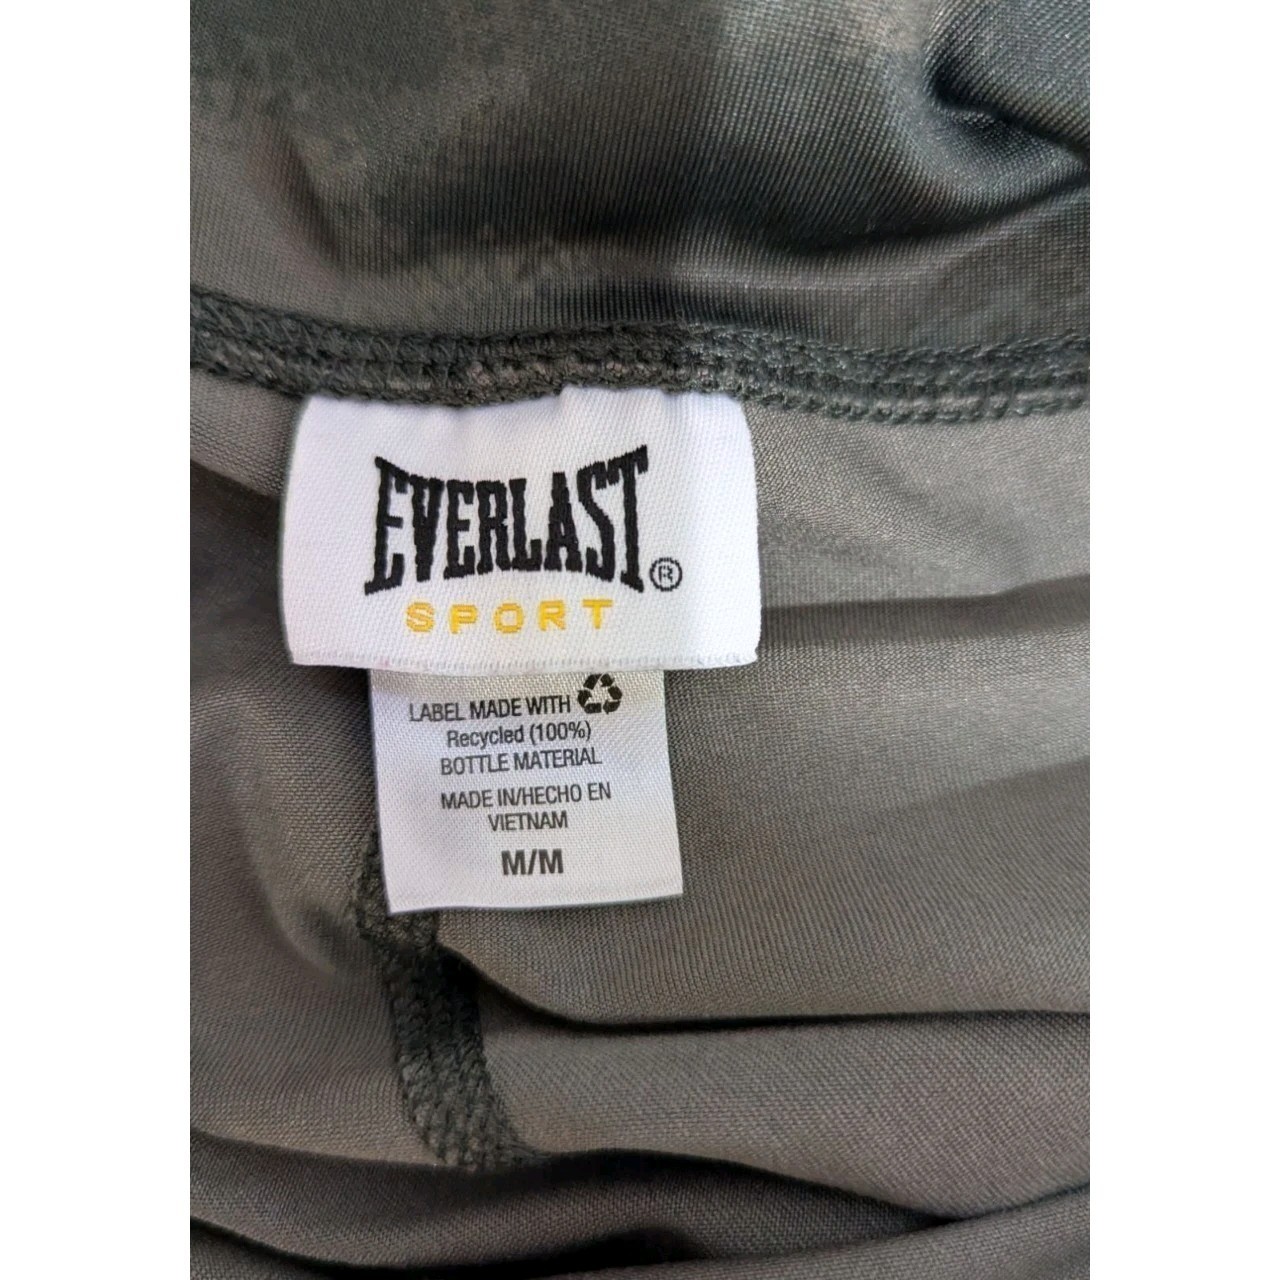 EVERLAST®
SPORT
LABEL MADE WITH
Recycled (100%)
BOTTLE MATERIAL
MADE IN/HECHO EN
VIETNAM
M/M